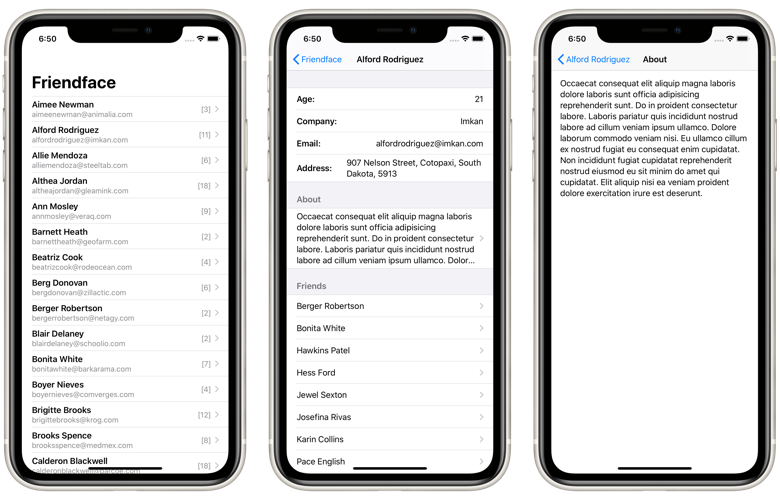 6:50
Friendface
Aimee Newman
aimeenewman@animalia.com
[3]
Alford Rodriguez
alfordrodriguez@imkan.com
[11]
Allie Mendoza
alliemendoza@steeltab.com
[6]
Althea Jordan
altheajordan@gleamink.com
[18]
Ann Mosley
annmosley@veraq.com
[9]
Barnett Heath
barnettheath@geofarm.com
[2]
Beatriz Cook
beatrizcook@rodeocean.com
[4]
Berg Donovan
bergdonovan@zillactic.com
[6]
Berger Robertson
bergerrobertson@netagy.com
[2]
Blair Delaney
blairdelaney@schoolio.com
[2]
Bonita White
bonitawhite@barkarama.com
[7]
Boyer Nieves
boyernieves@comverges.com
[4]
Brigitte Brooks
brigittebrooks@krog.com
[12]
Brooks Spence
brooksspence@medmex.com
[8]
Calderon Blackwell
calderonblackwell@parcoe.com
[18]
6:50
Friendface
Alford Rodriguez
Age: 21
Company: Imkan
Email: alfordrodriguez@imkan.com
Address: 907 Nelson Street, Cotopaxi, South
Dakota, 5913
About
Occaecat consequat elit aliquip magna laboris
dolore laboris sunt officia adipisicing
reprehenderit sunt. Do in proident consectetur
labore. Laboris pariatur quis incididunt nostrud
labore ad cillum veniam ipsum ullamco. Dolor...
Friends
Berger Robertson
Bonita White
Hawkins Patel
Hess Ford
Jewel Sexton
Josefina Rivas
Karin Collins
Pace English
6:50
Alford Rodriguez
About
Occaecat consequat elit aliquip magna laboris
dolore laboris sunt officia adipisicing
reprehenderit sunt. Do in proident consectetur
labore. Laboris pariatur quis incididunt nostrud
labore ad cillum veniam ipsum ullamco. Dolore
laborum commodo veniam nisi. Eu ullamco cillum
ex nostrud fugiat eu consequat enim cupidatat.
Non incididunt fugiat cupidatat reprehenderit
nostrud eiusmod eu sit minim do amet qui
cupidatat. Elit aliquip nisi ea veniam proident
dolore exercitation irure est deserunt.